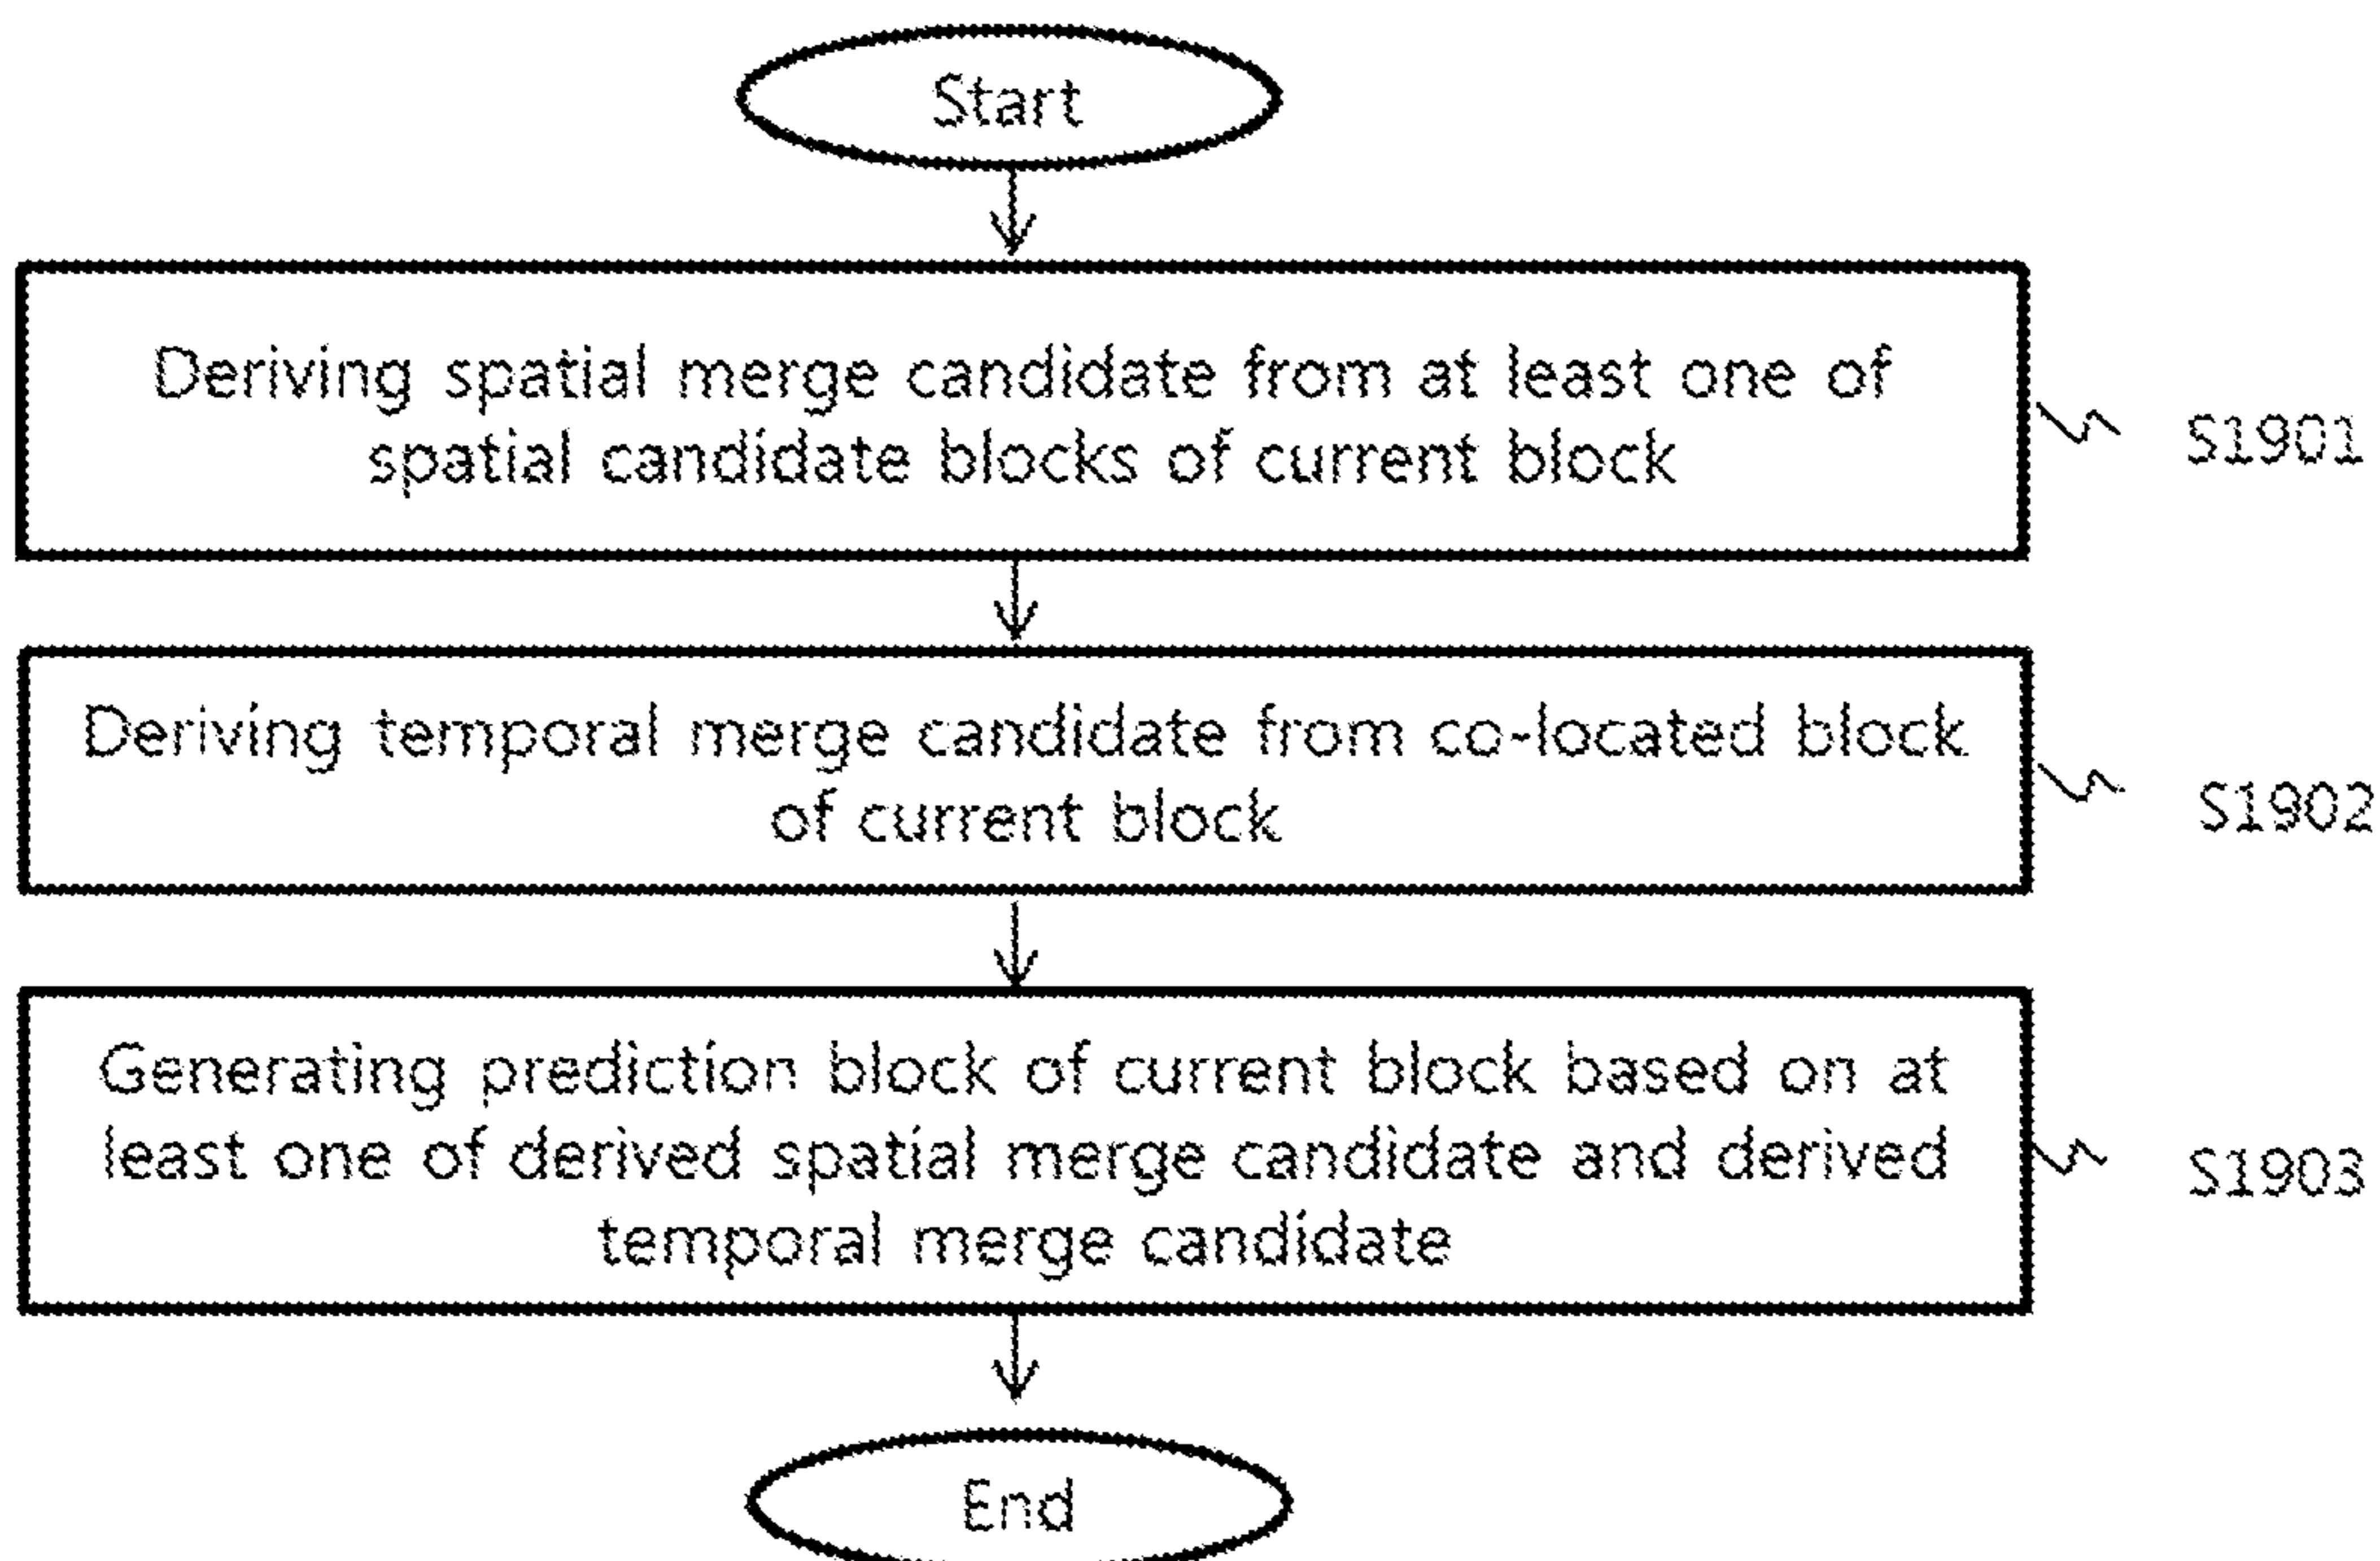 Start
Deriving spatial merge candidate from at least one of
spatial candidate blocks of current block
S1901
Deriving temporal merge candidate from co-located block
of current block
S1902
Generating prediction block of current block based on at
least one of derived spatial merge candidate and derived
temporal merge candidate
S1903
End